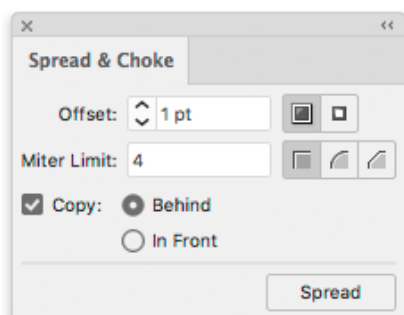 Spread & Choke
Offset: 1 pt
Miter Limit: 4
Copy: Behind
In Front
Spread